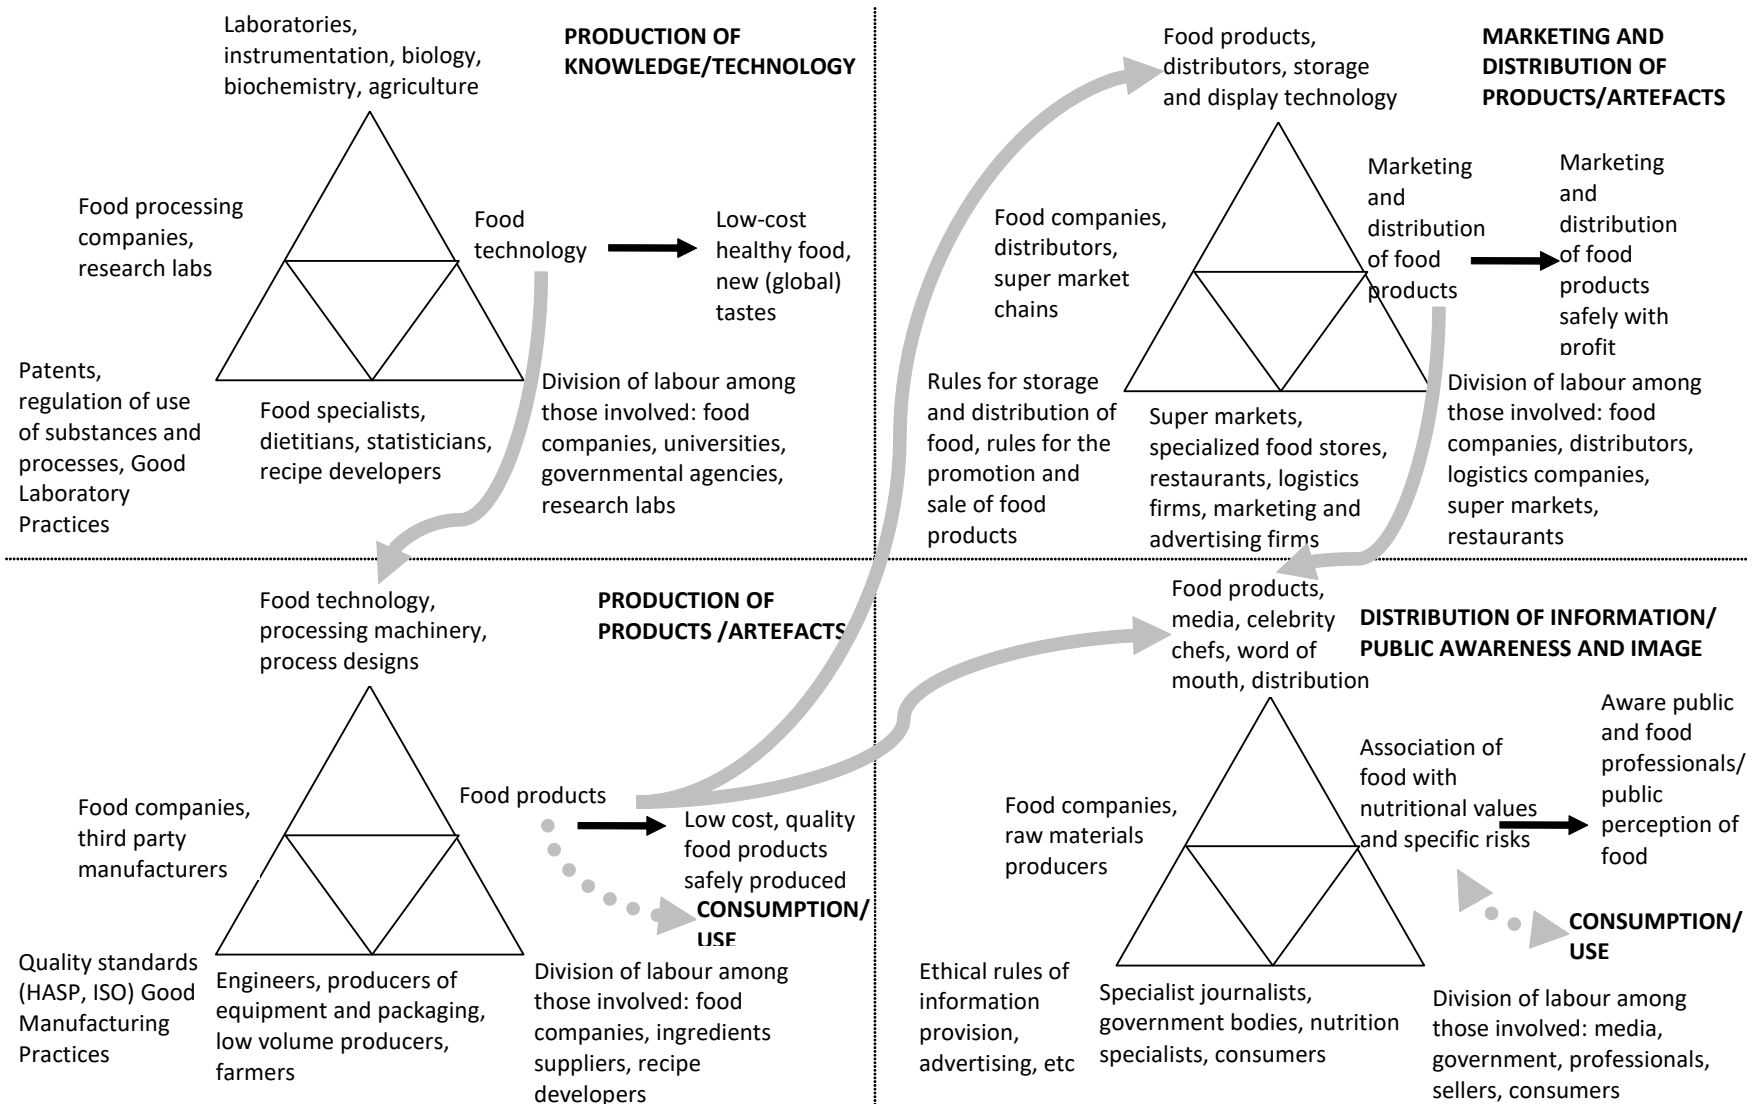 Laboratories,
instrumentation, biology,
biochemistry, agriculture
PRODUCTION OF
KNOWLEDGE/TECHNOLOGY
Food processing
companies,
research labs
Food
technology
Low-cost
healthy food,
new (global)
tastes
Patents,
regulation of use
of substances and
processes, Good
Laboratory
Practices
Food specialists,
dietitians, statisticians,
recipe developers
Division of labour among
those involved: food
companies, universities,
governmental agencies,
research labs
Food products,
distributors, storage
and display technology
MARKETING AND
DISTRIBUTION OF
PRODUCTS/ARTEFACTS
Food companies,
distributors,
super market
chains
Marketing
and
distribution
of food
products
Marketing
and
distribution
of food
products
safely with
profit
Rules for storage
and distribution of
food, rules for the
promotion and
sale of food
products
Super markets,
specialized food stores,
restaurants, logistics
firms, marketing and
advertising firms
Division of labour among
those involved: food
companies, distributors,
logistics companies,
super markets,
restaurants
Food technology,
processing machinery,
process designs
PRODUCTION OF
PRODUCTS /ARTEFACTS
Food companies,
third party
manufacturers
Food products
Low cost, quality
food products
safely produced
CONSUMPTION/
USE
Quality standards
(HASP, ISO) Good
Manufacturing
Practices
Engineers, producers of
equipment and packaging,
low volume producers,
farmers
Division of labour among
those involved: food
companies, ingredients
suppliers, recipe
developers
Food products,
media, celebrity
chefs, word of
mouth, distribution
DISTRIBUTION OF INFORMATION/
PUBLIC AWARENESS AND IMAGE
Food companies,
raw materials
producers
Association of
food with
nutritional values
and specific risks
Aware public
and food
professionals/
public
perception of
food
CONSUMPTION/
USE
Ethical rules of
information
provision,
advertising, etc
Specialist journalists,
government bodies, nutrition
specialists, consumers
Division of labour among
those involved: media,
government, professionals,
sellers, consumers